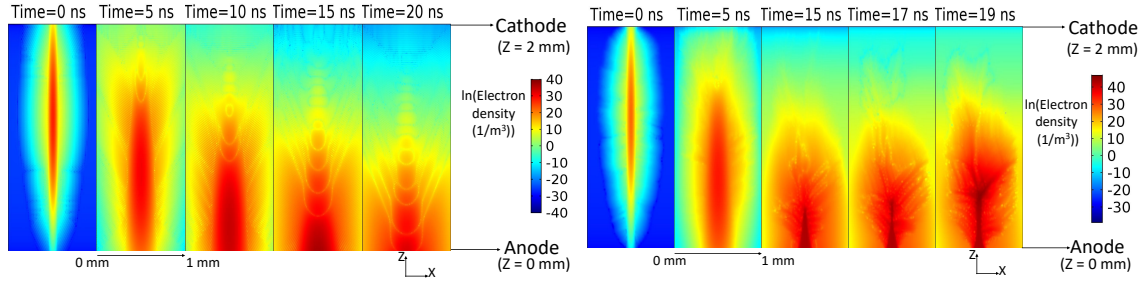 Time=0 ns Time=5 ns Time=10 ns Time=15 ns Time=20 ns
Cathode
(Z = 2 mm)
ln(Electron
density
(1/m³))
40
30
20
10
0
-10
-20
-30
-40
Anode
(Z = 0 mm)
0 mm 1 mm
Z
X
Time=0 ns Time=5 ns Time=15 ns Time=17 ns Time=19 ns
Cathode
(Z = 2 mm)
ln(Electron
density
(1/m³))
40
30
20
10
0
-10
-20
-30
Anode
(Z = 0 mm)
0 mm 1 mm
Z
X